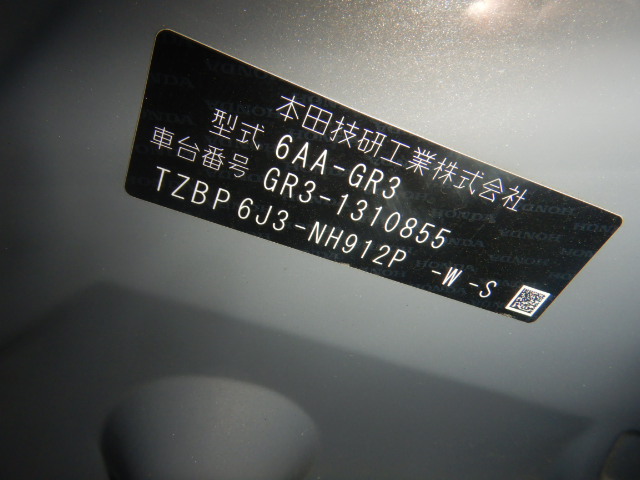 本田技研工業株式会社
型式 6AA-GR3
車台番号 GR3-1310855
TZBP 6J3-NH912P -W-S